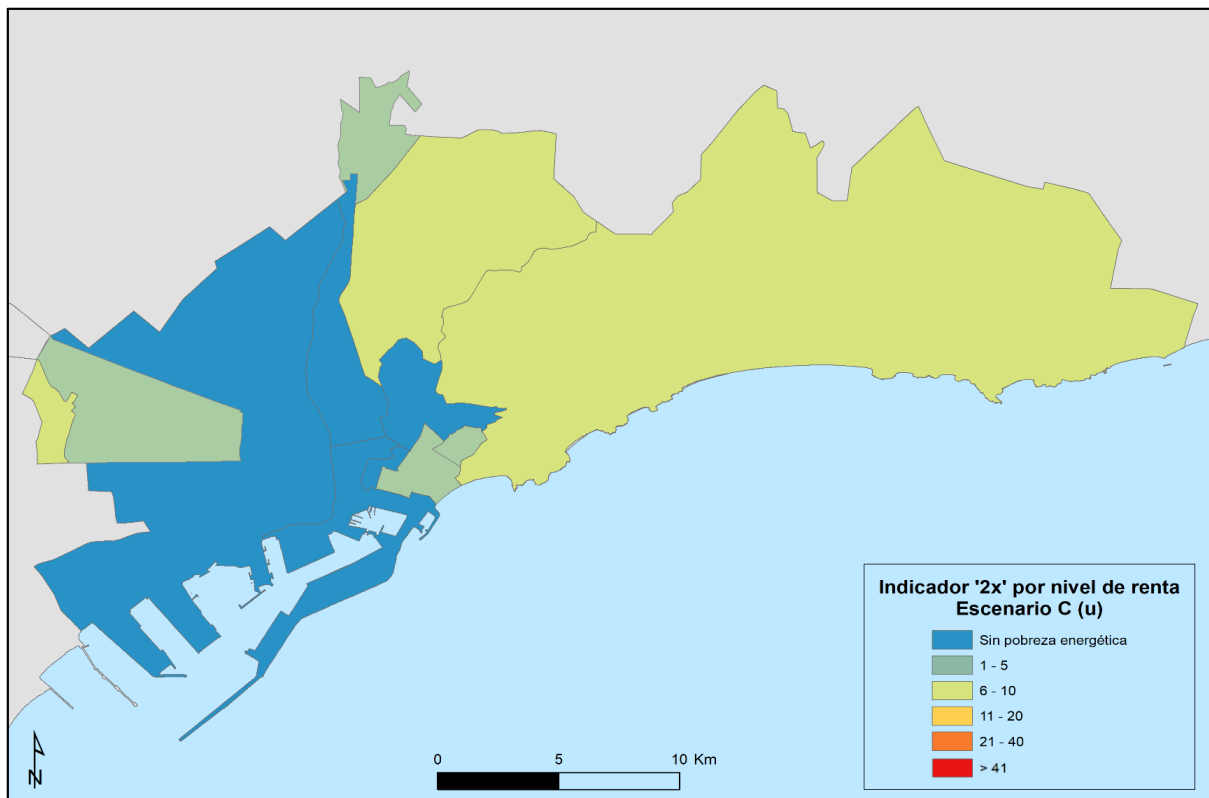 Indicador '2x' por nivel de renta
Escenario C (u)
Sin pobreza energética
1 - 5
6 - 10
11 - 20
21 - 40
> 41
N
0 5 10 Km